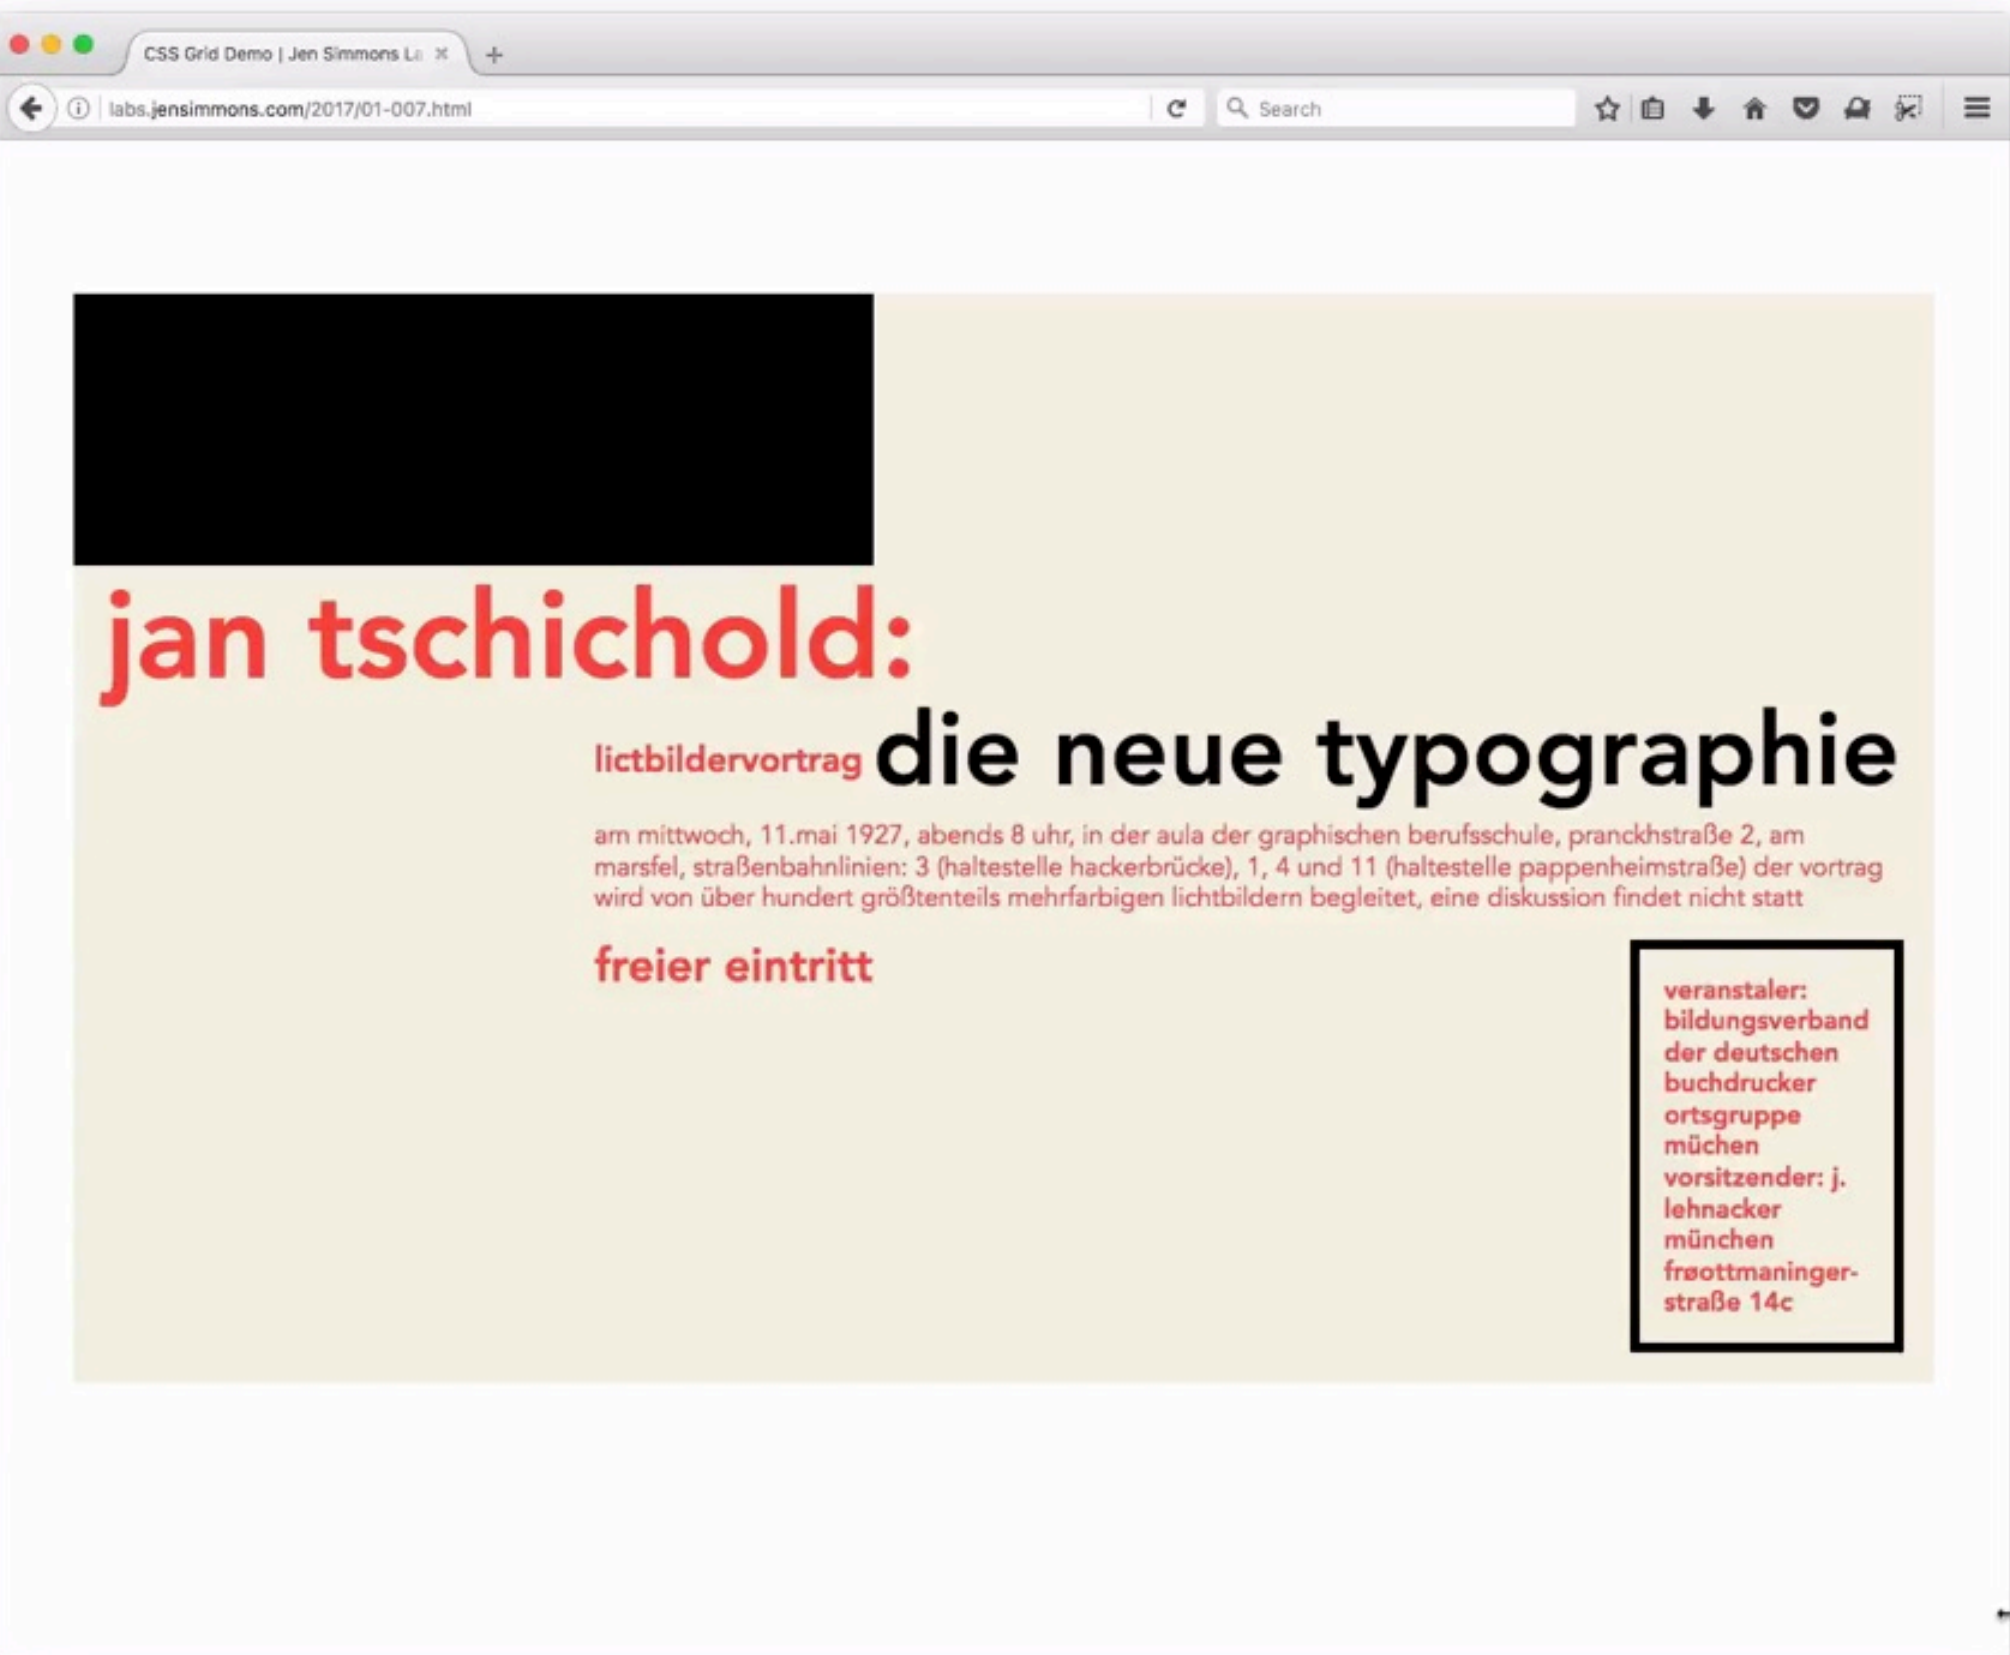 CSS Grid Demo | Jen Simmons La
labs.jensimmons.com/2017/01-007.html
Search
jan tschichold:
lictbildervortrag die neue typographie
am mittwoch, 11.mai 1927, abends 8 uhr, in der aula der graphischen berufsschule, pranckhstraße 2, am
marsfel, straßenbahnlinien: 3 (haltestelle hackerbrücke), 1, 4 und 11 (haltestelle pappenheimstraße) der vortrag
wird von über hundert größtenteils mehrfarbigen lichtbildern begleitet, eine diskussion findet nicht statt
freier eintritt
veranstaler:
bildungsverband
der deutschen
buchdrucker
ortsgruppe
müchen
vorsitzender: j.
lehnacker
münchen
frøottmaninger-
straße 14c